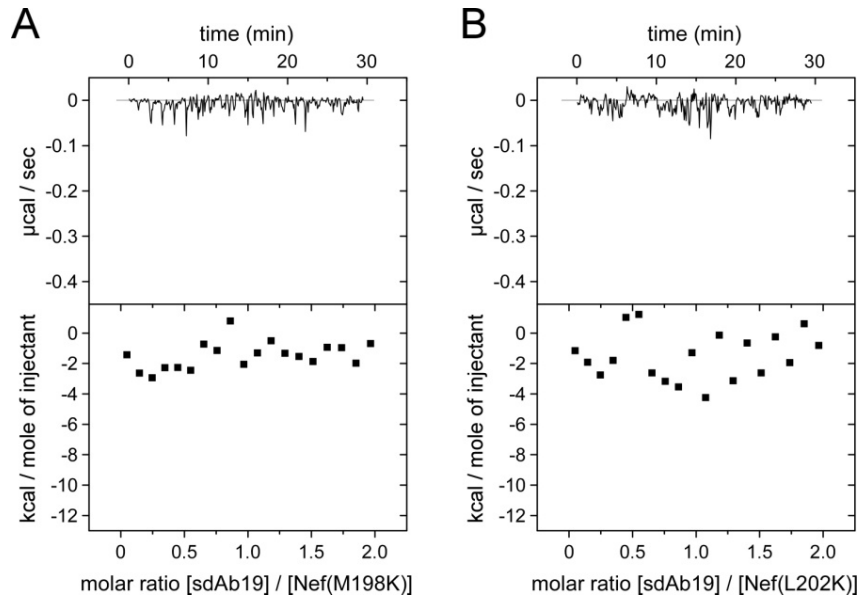 A
time (min)
0 10 20 30
0
-0.1
-0.2
-0.3
-0.4
µcal / sec
0
-2
-4
-6
-8
-10
-12
kcal / mole of injectant
0 0.5 1.0 1.5 2.0
molar ratio [sdAb19] / [Nef(M198K)]
B
time (min)
0 10 20 30
0
-0.1
-0.2
-0.3
-0.4
µcal / sec
0
-2
-4
-6
-8
-10
-12
kcal / mole of injectant
0 0.5 1.0 1.5 2.0
molar ratio [sdAb19] / [Nef(L202K)]